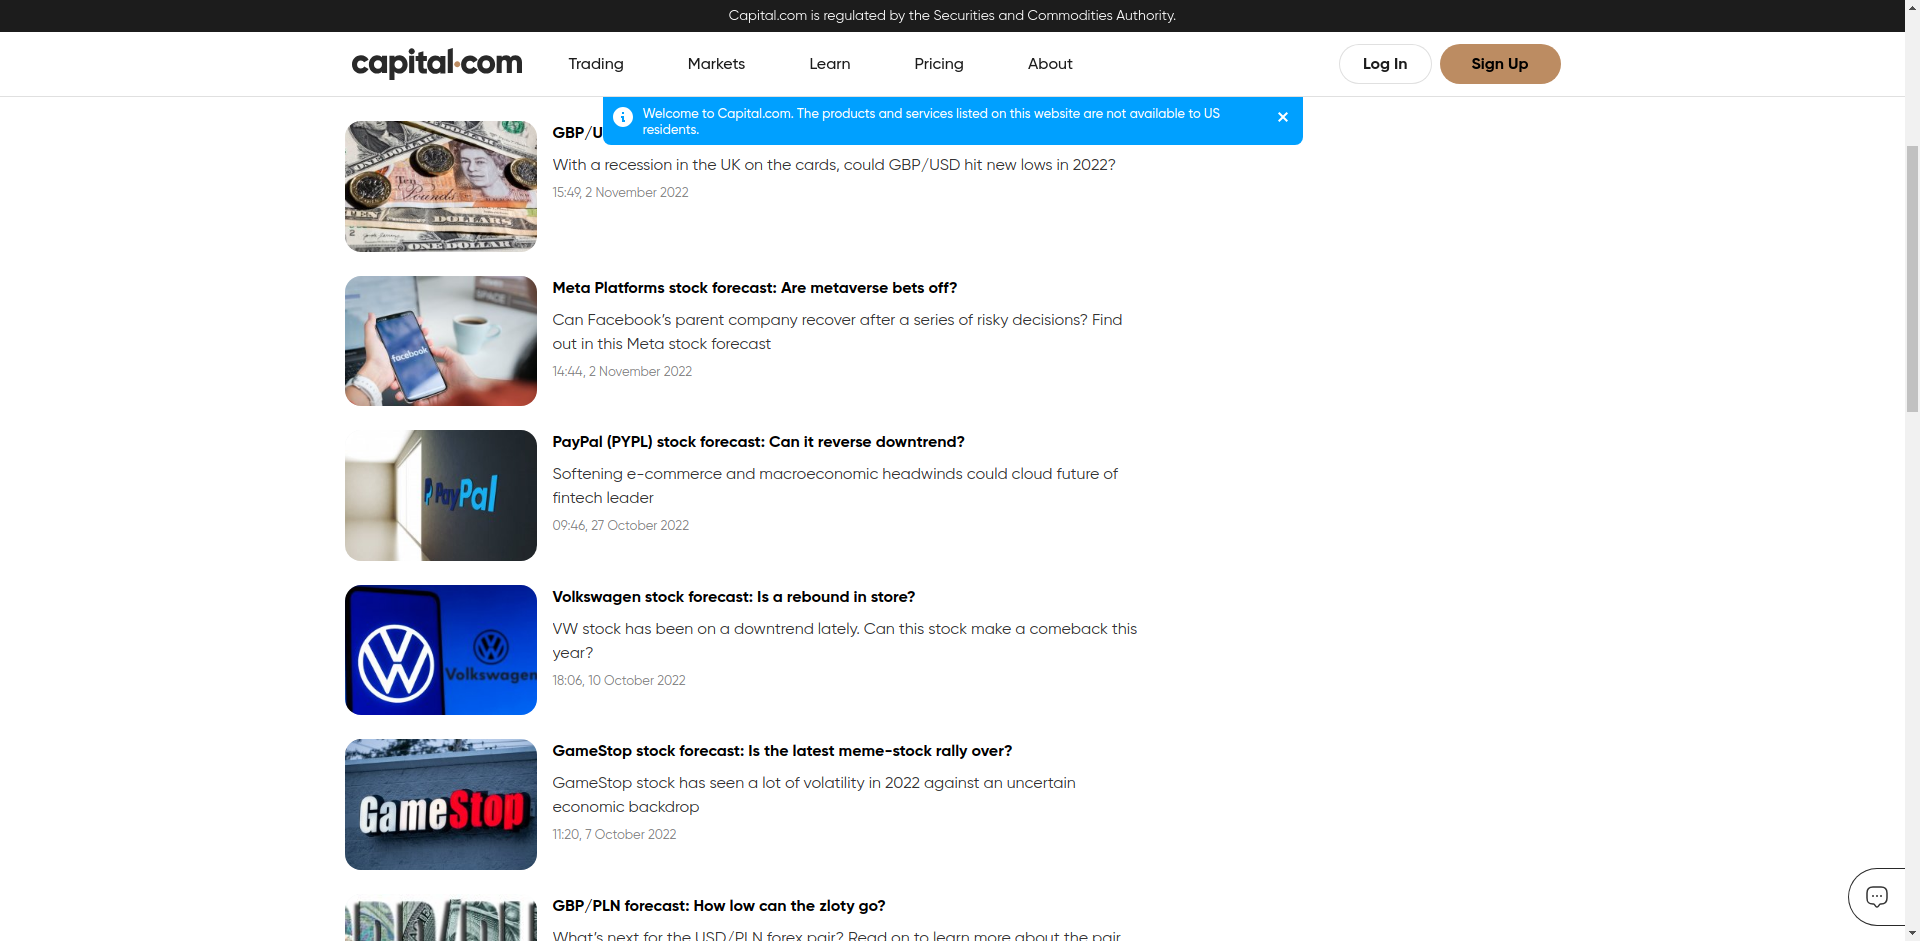 Capital.com is regulated by the Securities and Commodities Authority.
capital.com
Trading
Markets
Learn
Pricing
About
Log In
Sign Up
Welcome to Capital.com. The products and services listed on this website are not available to US
residents.
GBP/U
With a recession in the UK on the cards, could GBP/USD hit new lows in 2022?
15:49, 2 November 2022
Ten
Pounds
TEN
DOLLARS
ONE DOLLAR
Meta Platforms stock forecast: Are metaverse bets off?
Can Facebook’s parent company recover after a series of risky decisions? Find
out in this Meta stock forecast
14:44, 2 November 2022
facebook
PayPal (PYPL) stock forecast: Can it reverse downtrend?
Softening e-commerce and macroeconomic headwinds could cloud future of
fintech leader
09:46, 27 October 2022
PayPal
Volkswagen stock forecast: Is a rebound in store?
VW stock has been on a downtrend lately. Can this stock make a comeback this
year?
18:06, 10 October 2022
Volkswagen
GameStop stock forecast: Is the latest meme-stock rally over?
GameStop stock has seen a lot of volatility in 2022 against an uncertain
economic backdrop
11:20, 7 October 2022
GameStop
GBP/PLN forecast: How low can the zloty go?
What’s next for the USD/PLN forex pair? Read on to learn more about the pair